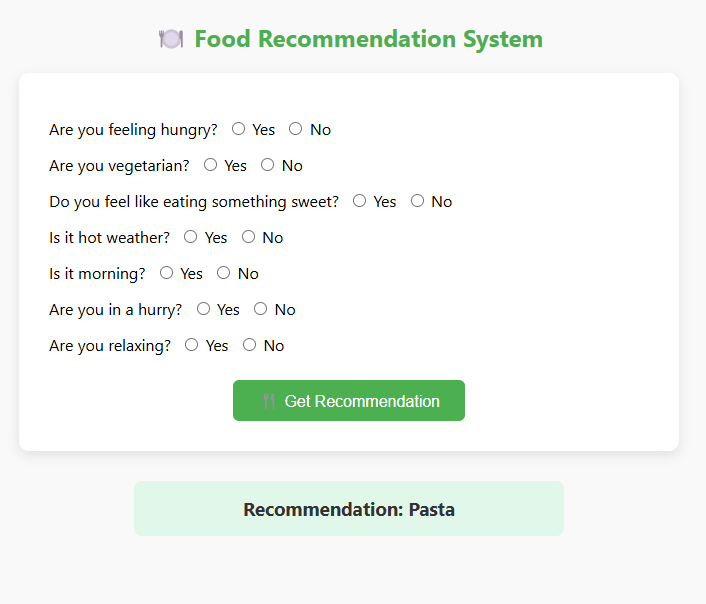 Food Recommendation System
Are you feeling hungry? Yes No
Are you vegetarian? Yes No
Do you feel like eating something sweet? Yes No
Is it hot weather? Yes No
Is it morning? Yes No
Are you in a hurry? Yes No
Are you relaxing? Yes No
Get Recommendation
Recommendation: Pasta